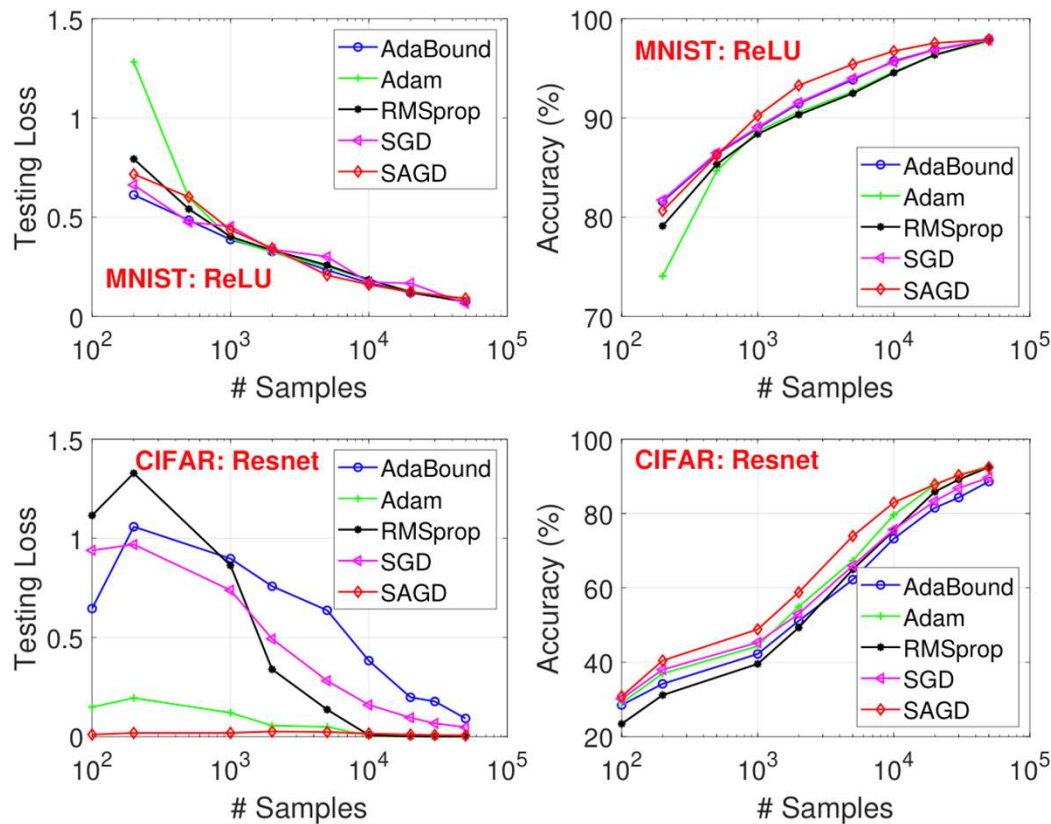 1.5
1
0.5
0
Testing Loss
AdaBound
Adam
RMSprop
SGD
SAGD
MNIST: ReLU
10^2
10^3
10^4
10^5
# Samples
100
90
80
70
Accuracy (%)
MNIST: ReLU
AdaBound
Adam
RMSprop
SGD
SAGD
10^2
10^3
10^4
10^5
# Samples
1.5
1
0.5
0
Testing Loss
CIFAR: Resnet
AdaBound
Adam
RMSprop
SGD
SAGD
10^2
10^3
10^4
10^5
# Samples
100
80
60
40
20
Accuracy (%)
CIFAR: Resnet
AdaBound
Adam
RMSprop
SGD
SAGD
10^2
10^3
10^4
10^5
# Samples